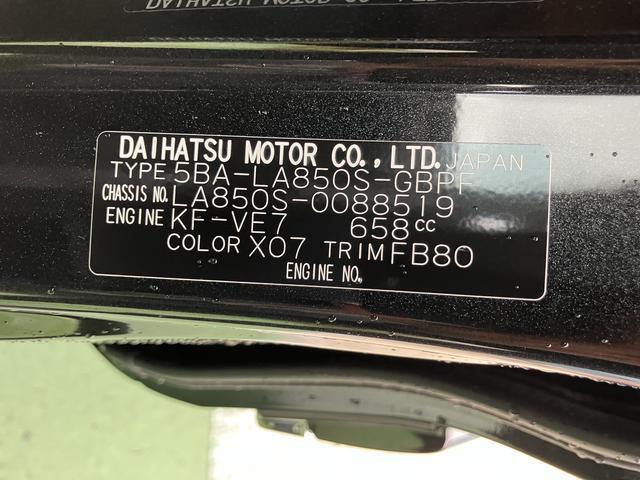 DAIHATSU MOTOR CO., LTD. JAPAN
TYPE 5BA-LA850S-GBPF
CHASSIS NO. LA850S-0088519
ENGINE KF-VE7 658cc
COLOR X07 TRIM FB80
ENGINE NO.